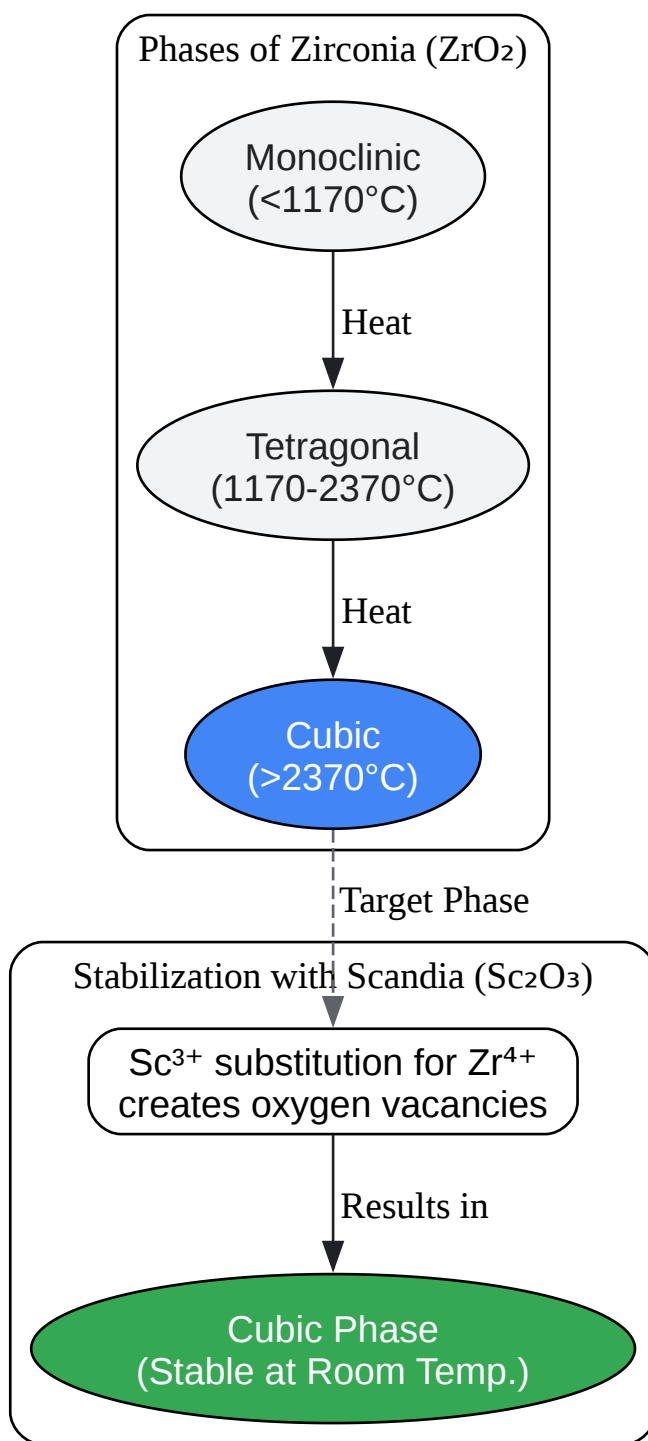 Phases of Zirconia (ZrO₂)
Monoclinic
(<1170°C)
Heat
Tetragonal
(1170-2370°C)
Heat
Cubic
(>2370°C)
Target Phase
Stabilization with Scandia (Sc₂O₃)
Sc³⁺ substitution for Zr⁴⁺
creates oxygen vacancies
Results in
Cubic Phase
(Stable at Room Temp.)